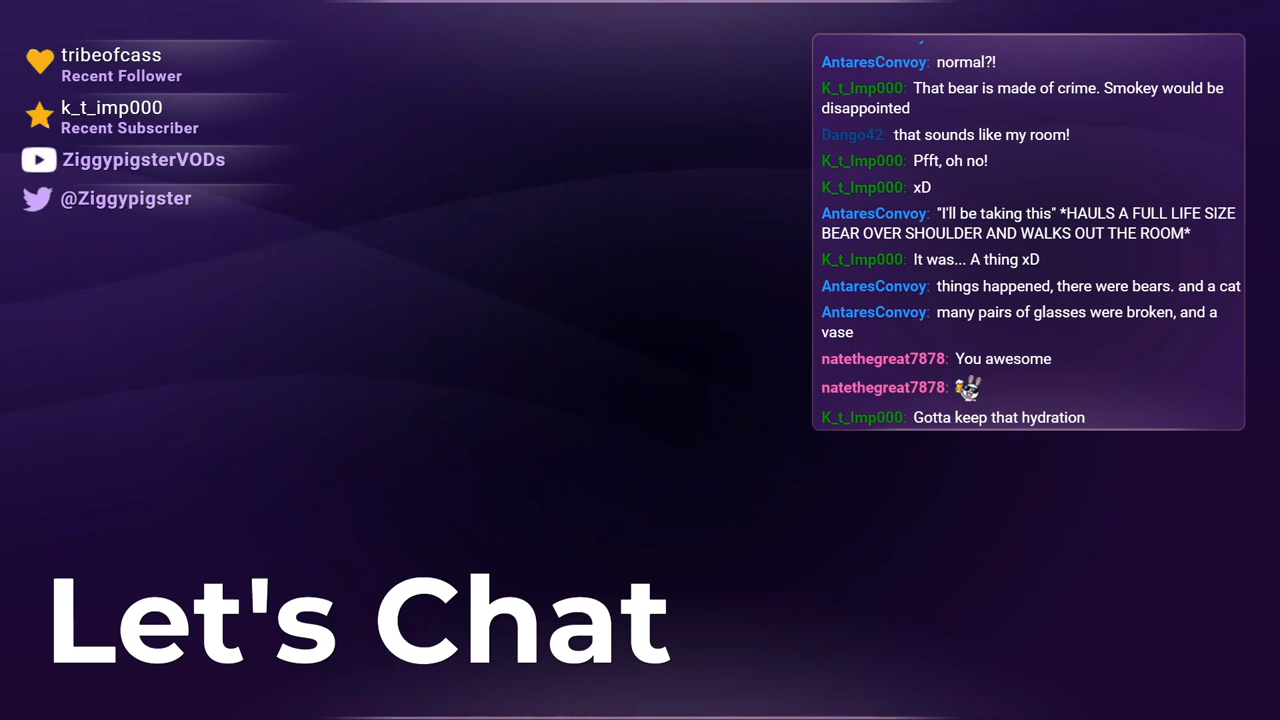 tribeofcass
Recent Follower
k_t_imp000
Recent Subscriber
ZiggypigsterVODs
@Ziggypigster
AntaresConvoy: normal?!
K_t_Imp000: That bear is made of crime. Smokey would be
disappointed
Dango42 that sounds like my room!
K_t_Imp000: Pfft, oh no!
K_t_Imp000: xD
AntaresConvoy: "I'll be taking this" *HAULS A FULL LIFE SIZE
BEAR OVER SHOULDER AND WALKS OUT THE ROOM*
K_t_Imp000: It was... A thing xD
AntaresConvoy: things happened, there were bears. and a cat
AntaresConvoy: many pairs of glasses were broken, and a
vase
natethegreat7878: You awesome
natethegreat7878:
K_t_Imp000: Gotta keep that hydration
Let's Chat